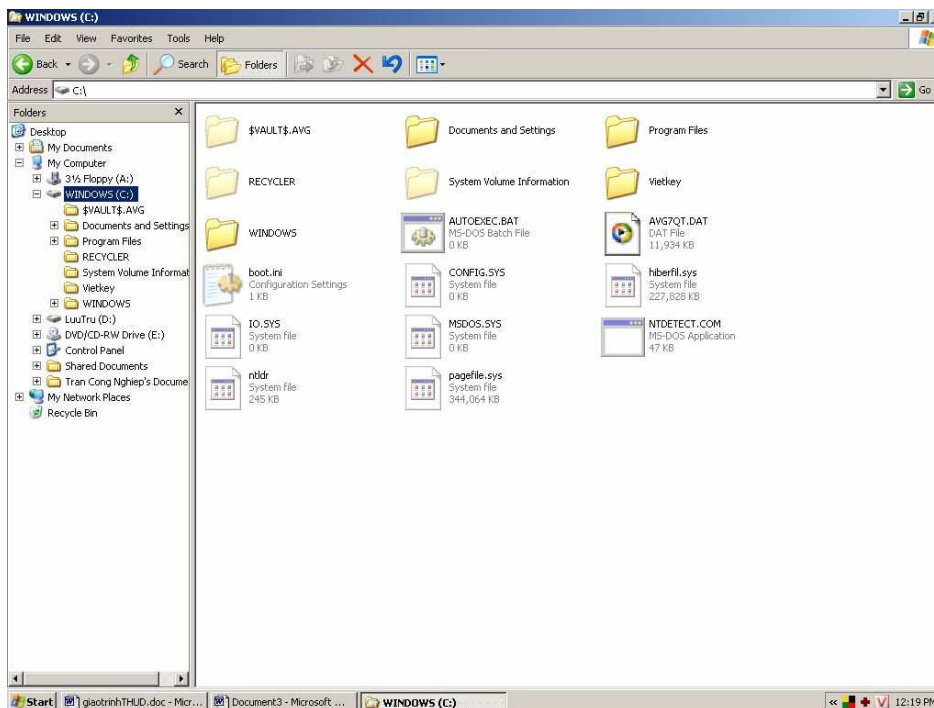 WINDOWS (C:)
File Edit View Favorites Tools Help
Back Search Folders
Address C:\ Go
Folders X
Desktop
My Documents
My Computer
3½ Floppy (A:)
WINDOWS (C:)
$VAULT$.AVG
Documents and Settings
Program Files
RECYCLER
System Volume Informat
Vietkey
WINDOWS
LuuTru (D:)
DVD/CD-RW Drive (E:)
Control Panel
Shared Documents
Tran Cong Nghiep's Docume
My Network Places
Recycle Bin
$VAULT$.AVG
Documents and Settings
Program Files
RECYCLER
System Volume Information
Vietkey
WINDOWS
AUTOEXEC.BAT
MS-DOS Batch File
0 KB
AVG7QT.DAT
DAT File
11,934 KB
boot.ini
Configuration Settings
1 KB
CONFIG.SYS
System file
0 KB
hiberfil.sys
System file
227,828 KB
IO.SYS
System file
0 KB
MSDOS.SYS
System file
0 KB
NTDETECT.COM
MS-DOS Application
47 KB
ntldr
System file
245 KB
pagefile.sys
System file
344,064 KB
Start giaotrinhTHUD.doc - Micr... Document3 - Microsoft ... WINDOWS (C:) « V 12:19 PM